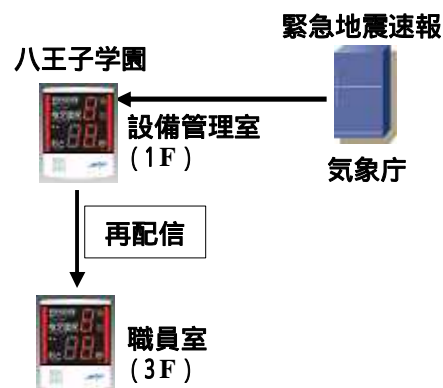 緊急地震速報
八王子学園
設備管理室
(1F)
気象庁
再配信
職員室
(3F)